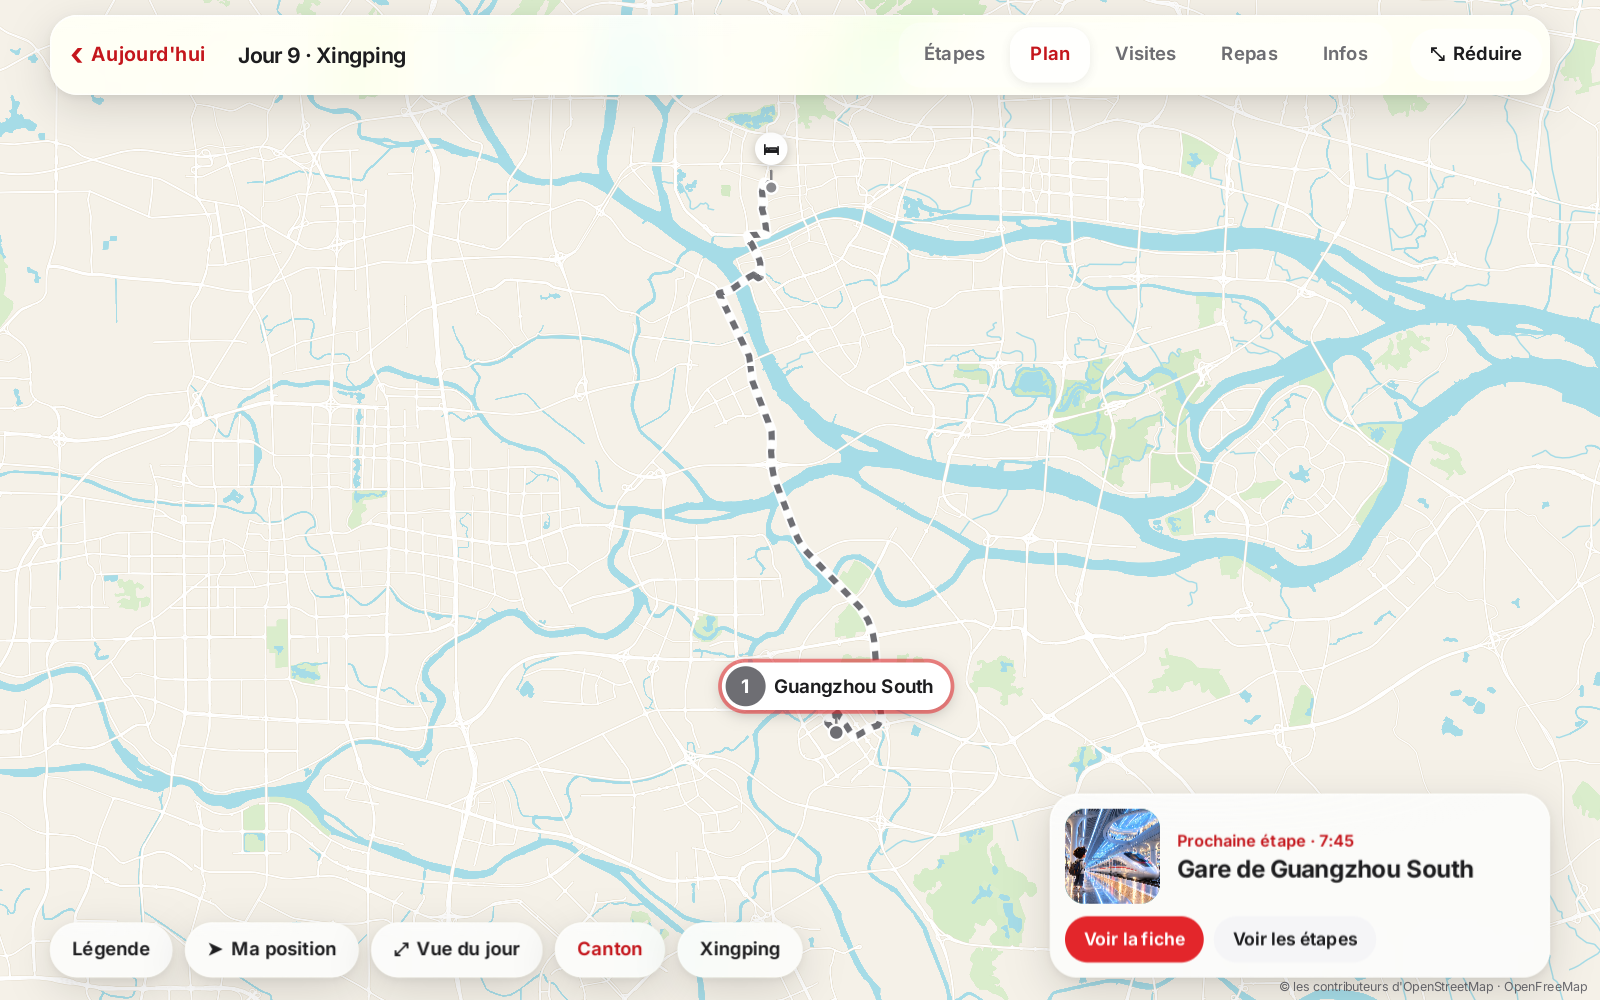 Aujourd'hui
Jour 9 · Xingping
Étapes
Plan
Visites
Repas
Infos
Réduire
1 Guangzhou South
Prochaine étape · 7:45
Gare de Guangzhou South
Voir la fiche
Voir les étapes
Légende
Ma position
Vue du jour
Canton
Xingping
© les contributeurs d'OpenStreetMap · OpenFreeMap